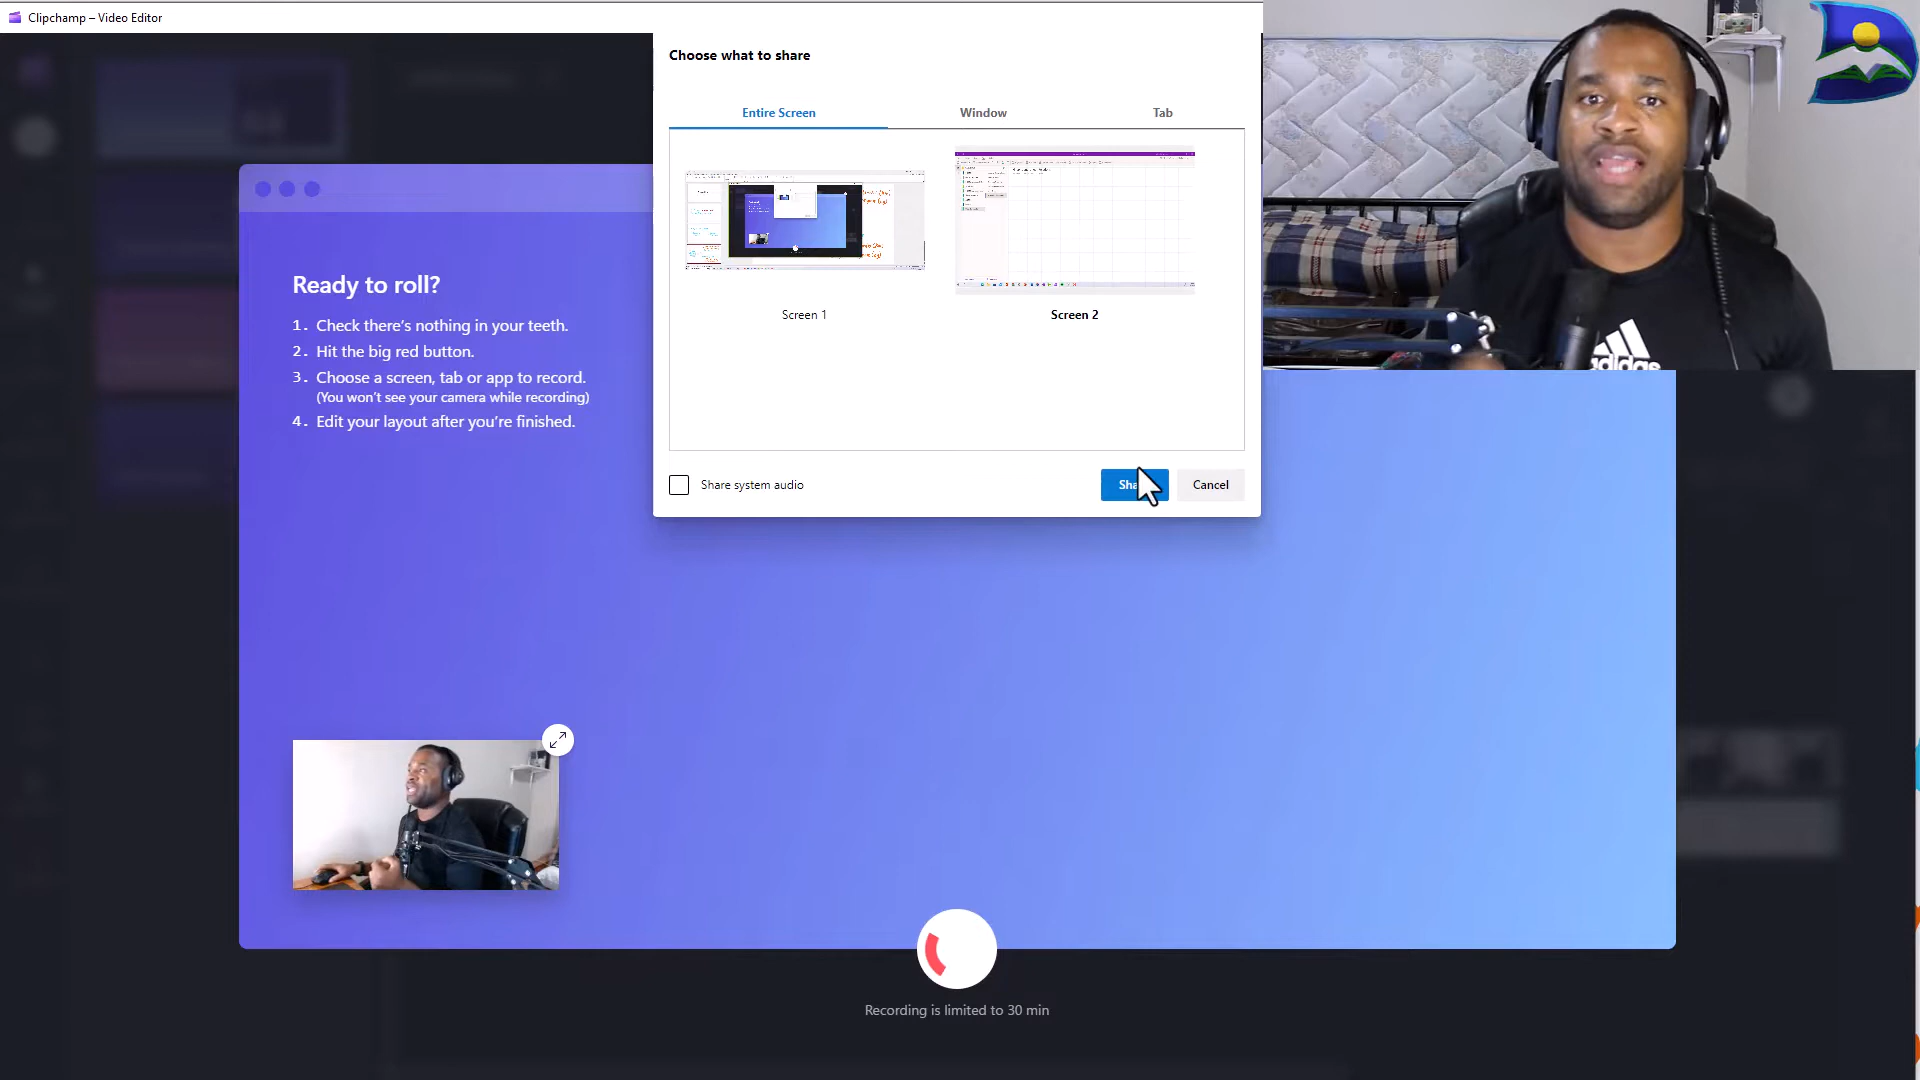 Clipchamp – Video Editor
Choose what to share
Entire Screen
Window
Tab
Screen 1
Screen 2
Share system audio
Cancel
Ready to roll?
1. Check there's nothing in your teeth.
2. Hit the big red button.
3. Choose a screen, tab or app to record.
(You won't see your camera while recording)
4. Edit your layout after you're finished.
adidas
Recording is limited to 30 min